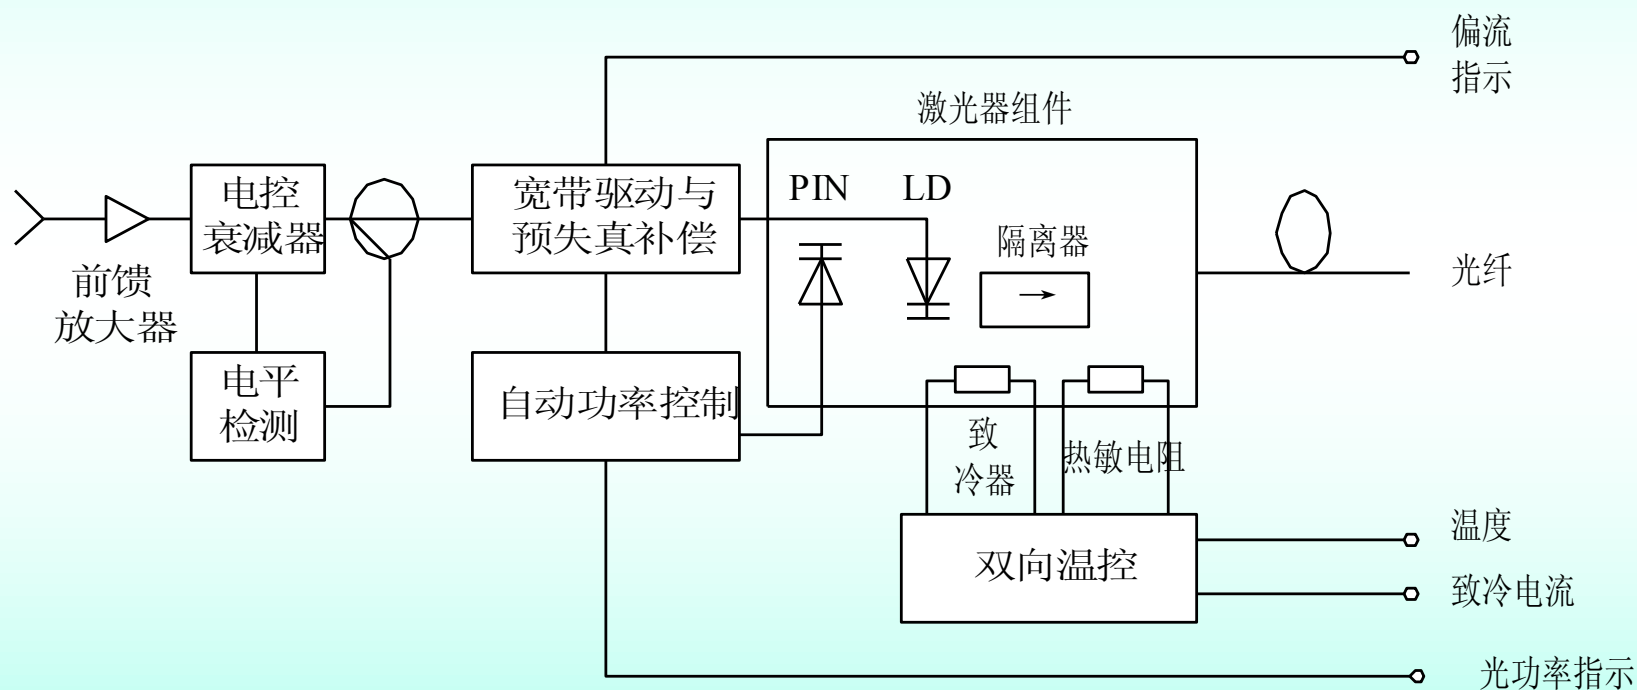 偏流
指示
激光器组件
电控
衰减器
宽带驱动与
预失真补偿
PIN
LD
隔离器
前馈
放大器
光纤
电平
检测
自动功率控制
致
冷器
热敏电阻
双向温控
温度
致冷电流
光功率指示